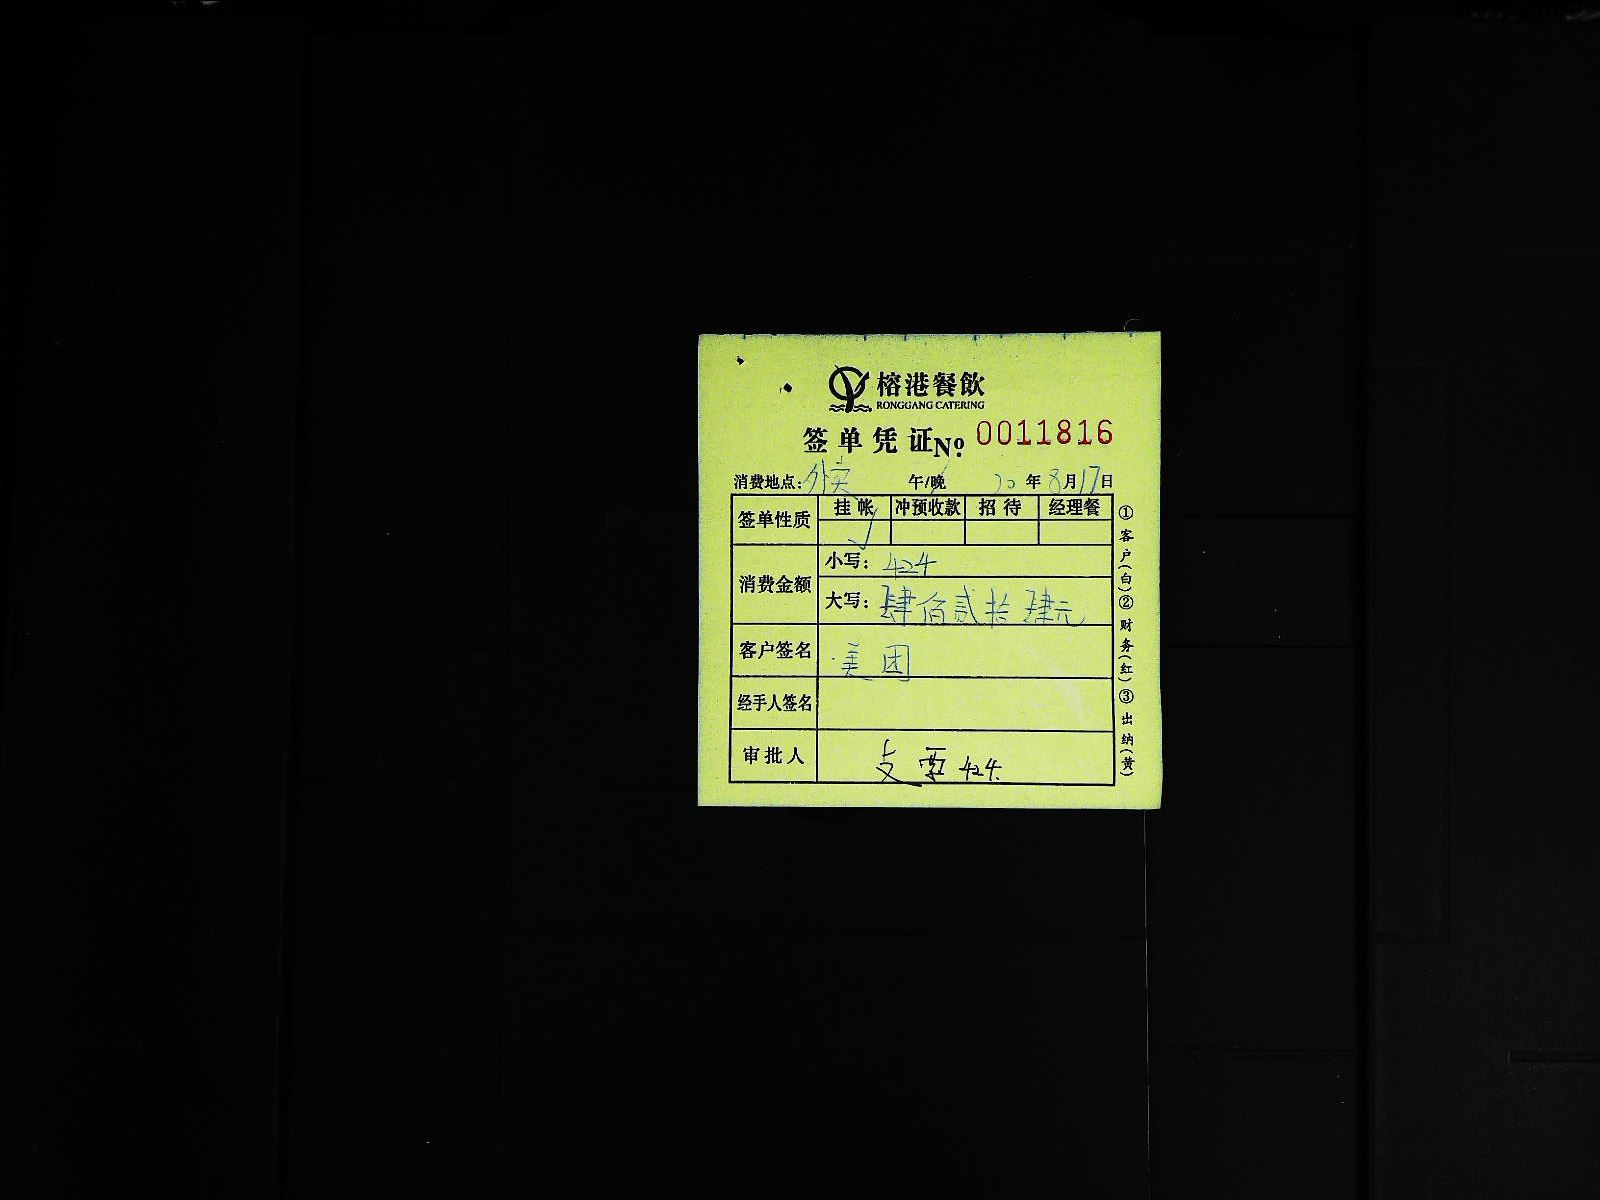 榕港餐飲
RONGGANG CATERING
签单凭证 No. 0011816
消费地点: 外卖 午/晚 20年8月17日
签单性质 挂帐 冲预收款 招待 经理餐
✓
消费金额 小写: 424
大写: 肆佰贰拾肆元
客户签名 美团
经手人签名
审批人 支票 424.
①客户(白)②财务(红)③出纳(黄)